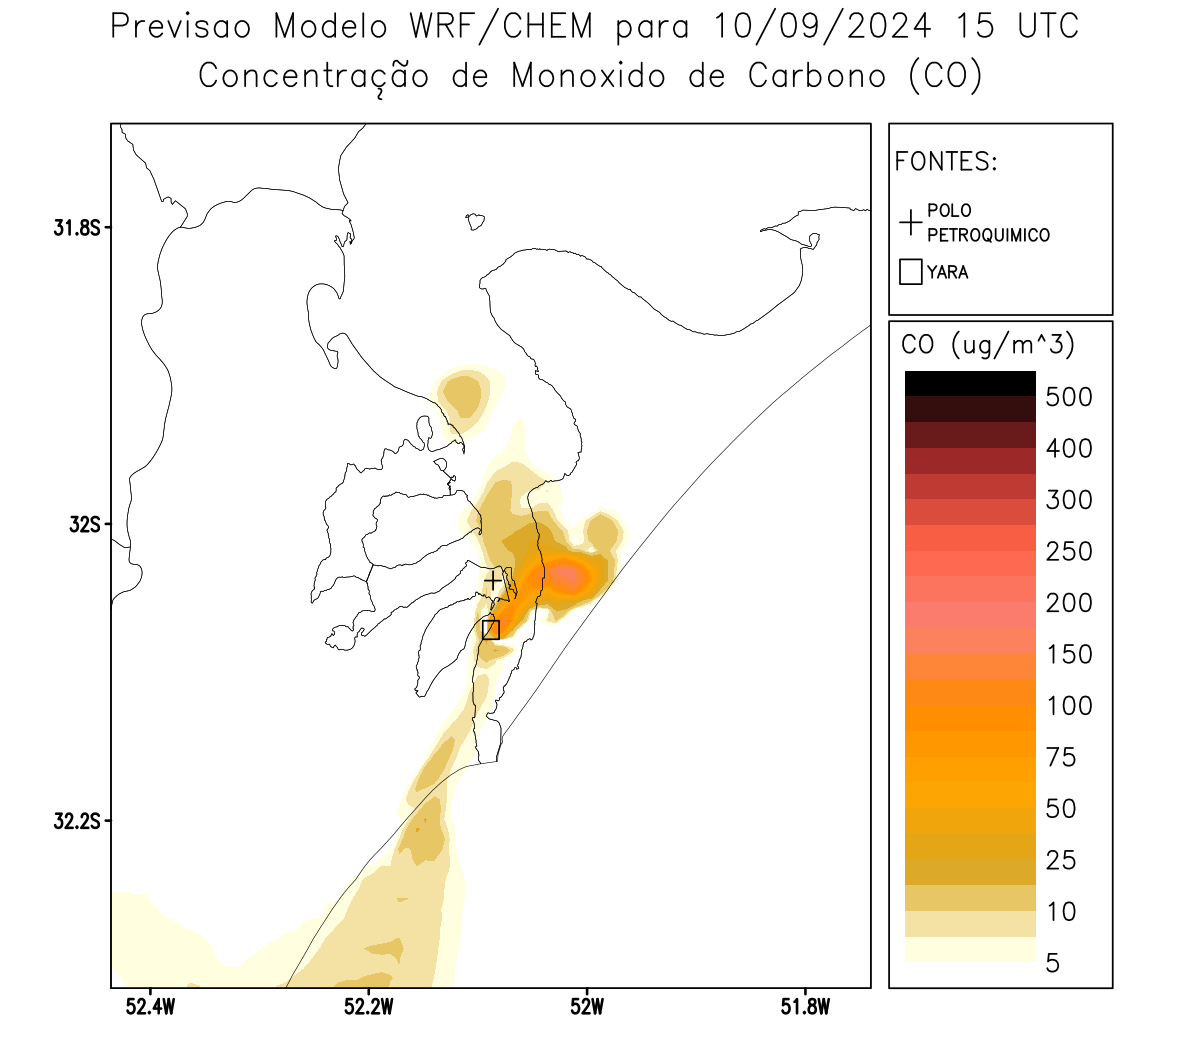 Previsao Modelo WRF/CHEM para 10/09/2024 15 UTC
Concentração de Monoxido de Carbono (CO)
FONTES:
POLO
PETROQUIMICO
YARA
CO (ug/m^3)
500
400
300
250
200
150
100
75
50
25
10
5
31.8S
32S
32.2S
52.4W
52.2W
52W
51.8W